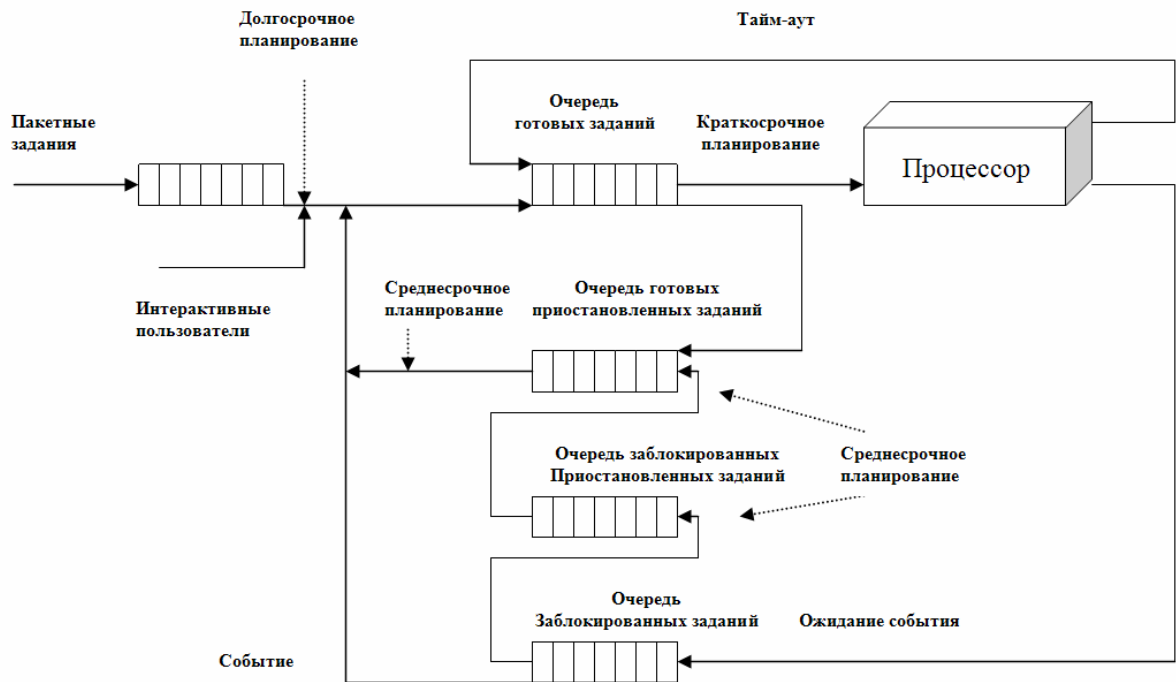 Долгосрочное
планирование
Тайм-аут
Пакетные
задания
Очередь
готовых заданий
Краткосрочное
планирование
Процессор
Интерактивные
пользователи
Среднесрочное
планирование
Очередь готовых
приостановленных заданий
Очередь заблокированных
Приостановленных заданий
Среднесрочное
планирование
Очередь
Заблокированных заданий
Ожидание события
Событие